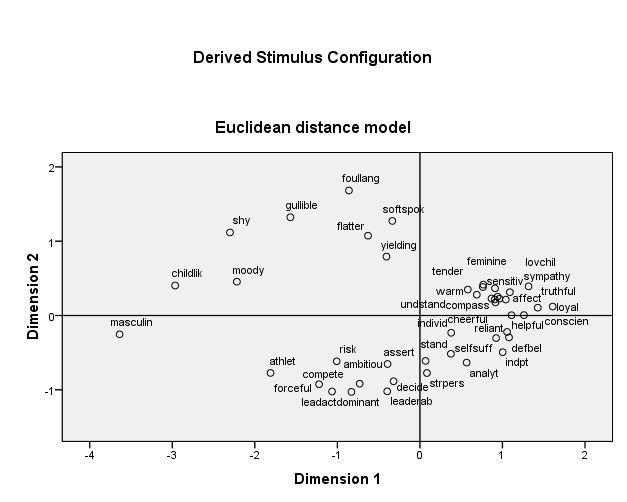 Derived Stimulus Configuration
Euclidean distance model
2
foullang
gullible
softspok
shy
flatter
1
yielding
feminine
lovchil
tender
sensitiv
sympathy
childlik
moody
warm
truthful
undstand
compass
affect
loyal
0
masculin
individ
cheerful
reliant
helpful
conscien
risk
assert
stand
selfsuff
defbel
athlet
ambitiou
indpt
compete
analyt
forceful
decide
strpers
-1
leadact
dominant
leaderab
-4
-3
-2
-1
0
1
2
Dimension 2
Dimension 1